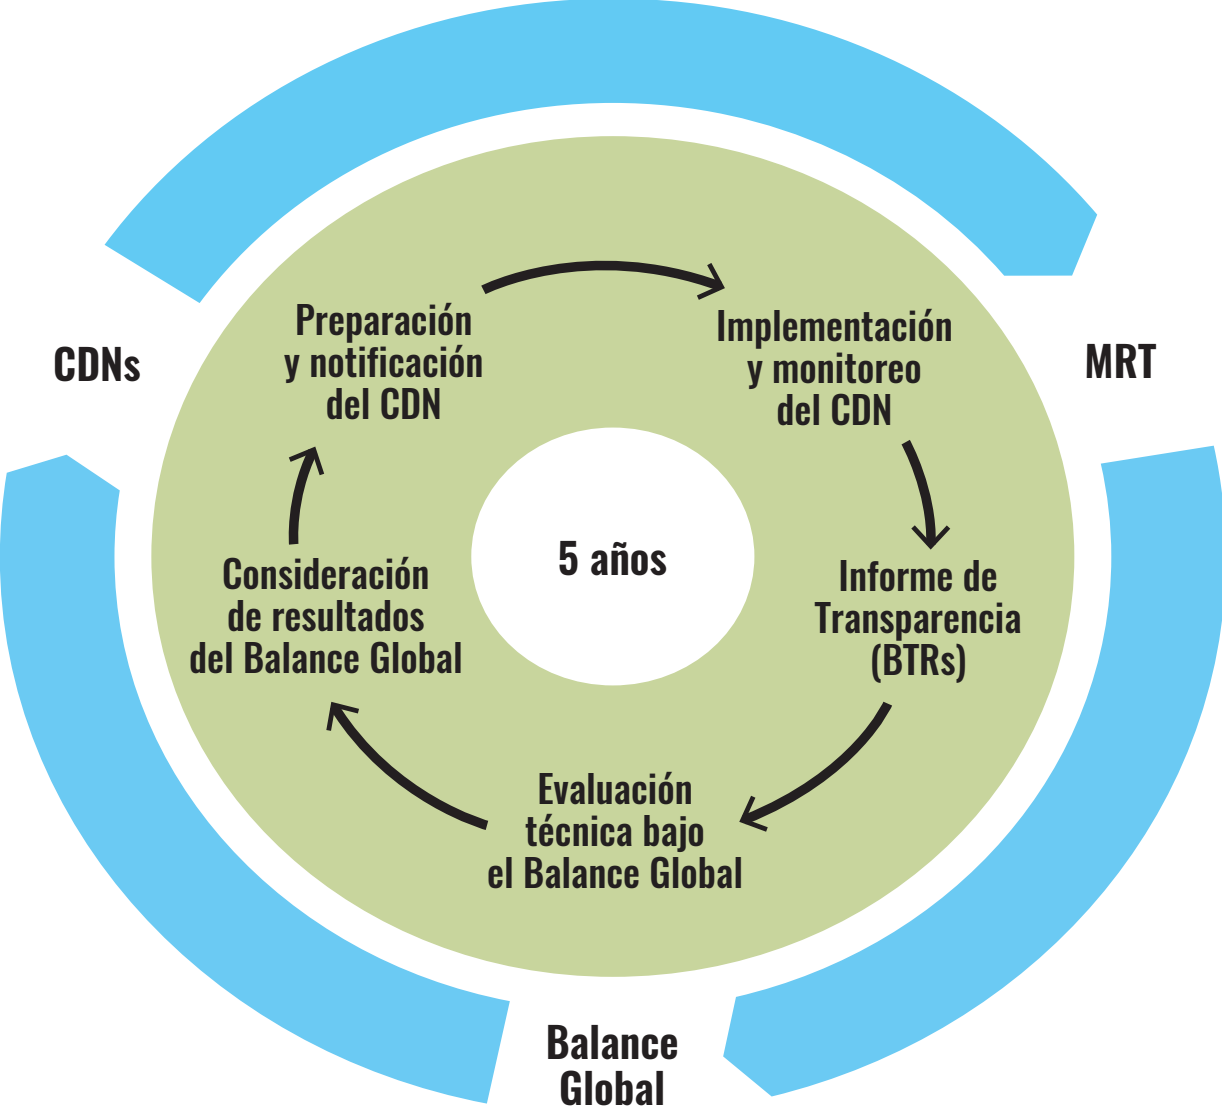 Preparación
y notificación
del CDN
Implementación
y monitoreo
del CDN
CDNs
MRT
5 años
Informe de
Transparencia
(BTRs)
Consideración
de resultados
del Balance Global
Evaluación
técnica bajo
el Balance Global
Balance
Global